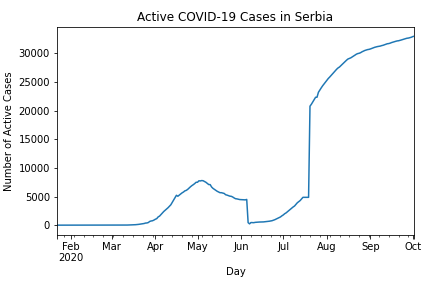 Active COVID-19 Cases in Serbia
Number of Active Cases
30000
25000
20000
15000
10000
5000
0
Feb
2020
Mar
Apr
May
Jun
Jul
Aug
Sep
Oct
Day